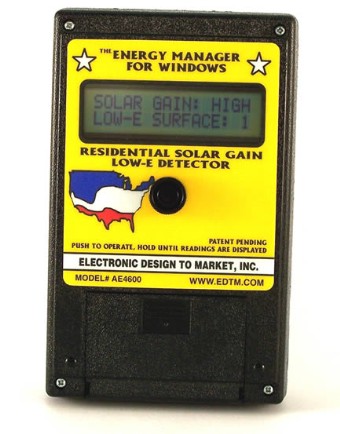 THE ENERGY MANAGER
FOR WINDOWS
SOLAR GAIN: HIGH
LOW-E SURFACE: 1
RESIDENTIAL SOLAR GAIN
LOW-E DETECTOR
PATENT PENDING
PUSH TO OPERATE, HOLD UNTIL READINGS ARE DISPLAYED
ELECTRONIC DESIGN TO MARKET, INC.
MODEL# AE4600 WWW.EDTM.COM